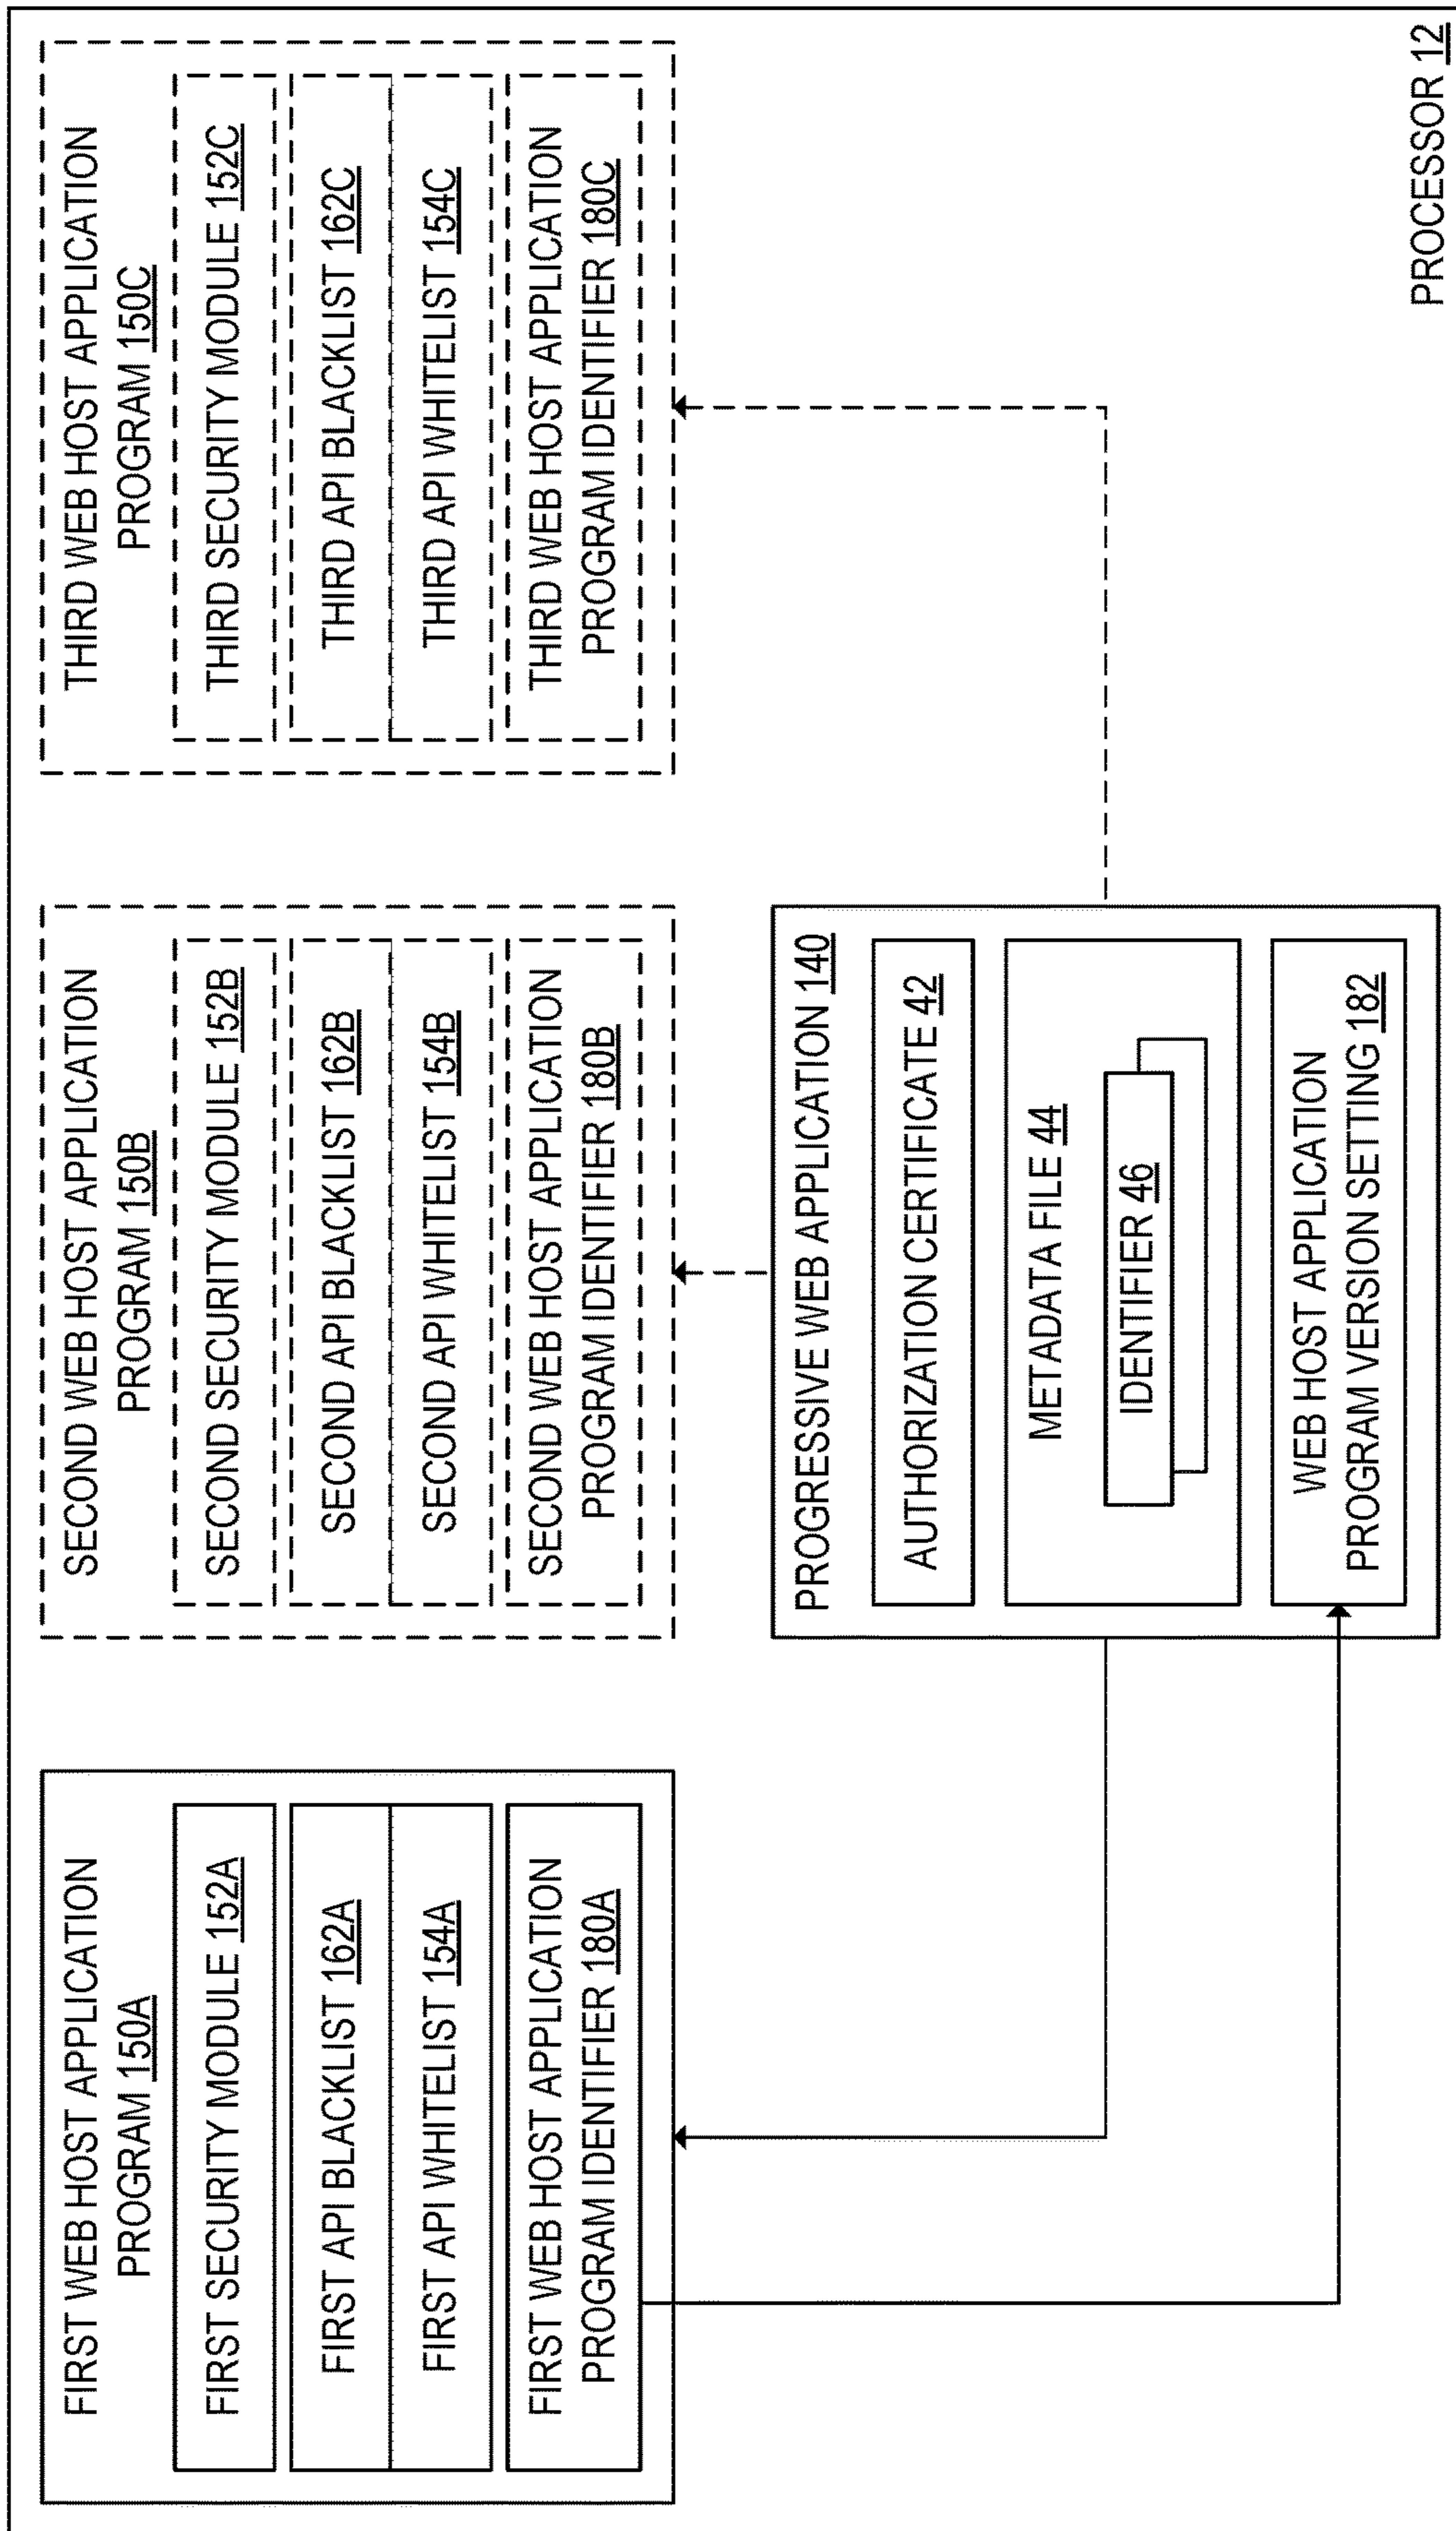 FIRST WEB HOST APPLICATION
PROGRAM 150A
FIRST SECURITY MODULE 152A
FIRST API BLACKLIST 162A
FIRST API WHITELIST 154A
FIRST WEB HOST APPLICATION
PROGRAM IDENTIFIER 180A
SECOND WEB HOST APPLICATION
PROGRAM 150B
SECOND SECURITY MODULE 152B
SECOND API BLACKLIST 162B
SECOND API WHITELIST 154B
SECOND WEB HOST APPLICATION
PROGRAM IDENTIFIER 180B
THIRD WEB HOST APPLICATION
PROGRAM 150C
THIRD SECURITY MODULE 152C
THIRD API BLACKLIST 162C
THIRD API WHITELIST 154C
THIRD WEB HOST APPLICATION
PROGRAM IDENTIFIER 180C
PROGRESSIVE WEB APPLICATION 140
AUTHORIZATION CERTIFICATE 42
METADATA FILE 44
IDENTIFIER 46
WEB HOST APPLICATION
PROGRAM VERSION SETTING 182
PROCESSOR 12